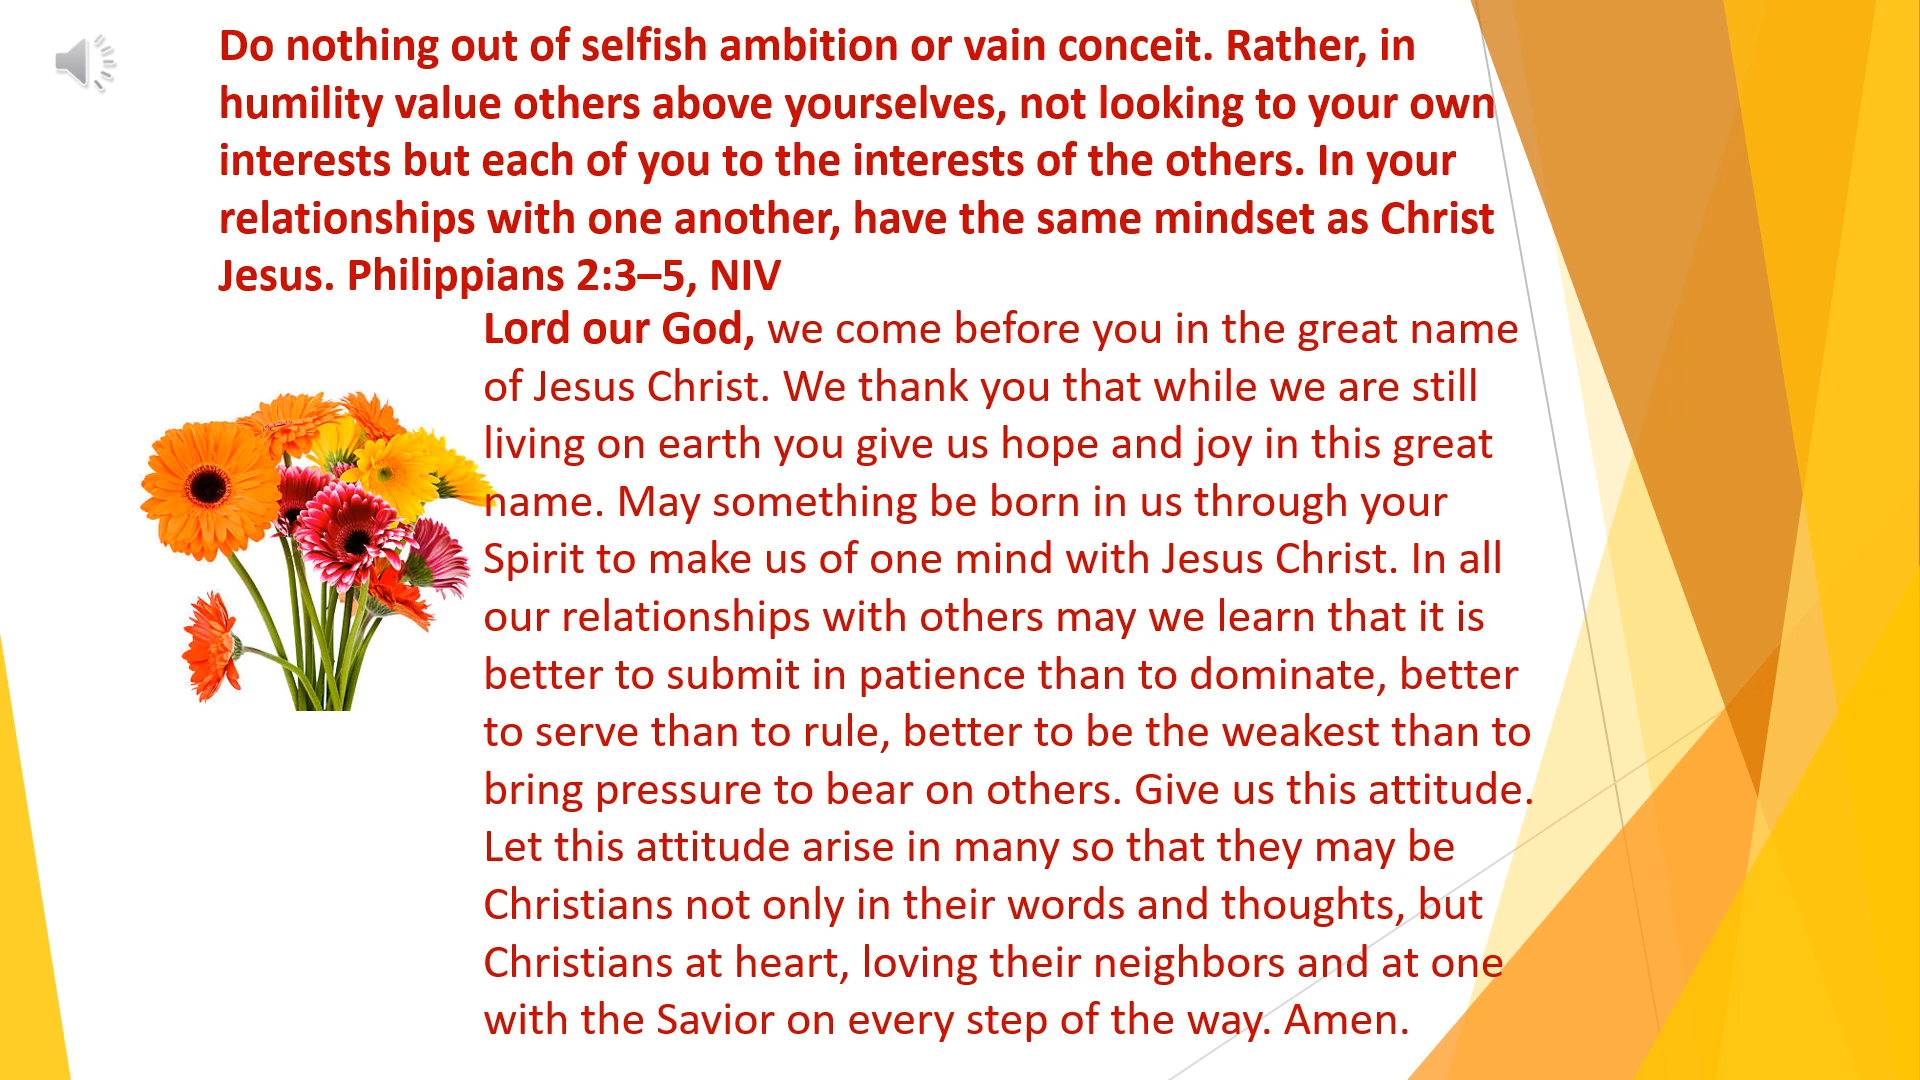 Do nothing out of selfish ambition or vain conceit. Rather, in
humility value others above yourselves, not looking to your own
interests but each of you to the interests of the others. In your
relationships with one another, have the same mindset as Christ
Jesus. Philippians 2:3–5, NIV
Lord our God, we come before you in the great name
of Jesus Christ. We thank you that while we are still
living on earth you give us hope and joy in this great
name. May something be born in us through your
Spirit to make us of one mind with Jesus Christ. In all
our relationships with others may we learn that it is
better to submit in patience than to dominate, better
to serve than to rule, better to be the weakest than to
bring pressure to bear on others. Give us this attitude.
Let this attitude arise in many so that they may be
Christians not only in their words and thoughts, but
Christians at heart, loving their neighbors and at one
with the Savior on every step of the way. Amen.